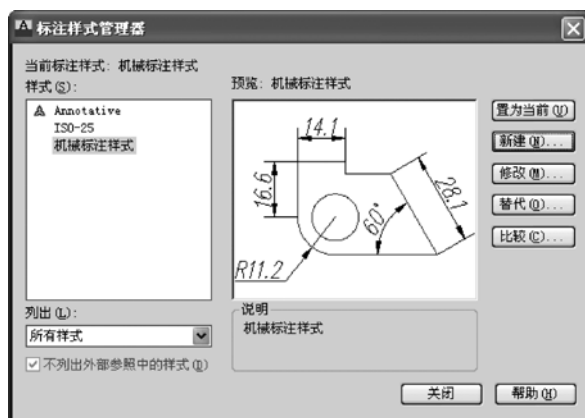 标注样式管理器
当前标注样式: 机械标注样式
样式(S):
Annotative
ISO-25
机械标注样式
预览: 机械标注样式
14.1
16.6
28.1
60°
R11.2
置为当前(U)
新建(N)...
修改(M)...
替代(O)...
比较(C)...
列出(L):
所有样式
不列出外部参照中的样式(D)
说明
机械标注样式
关闭
帮助(H)